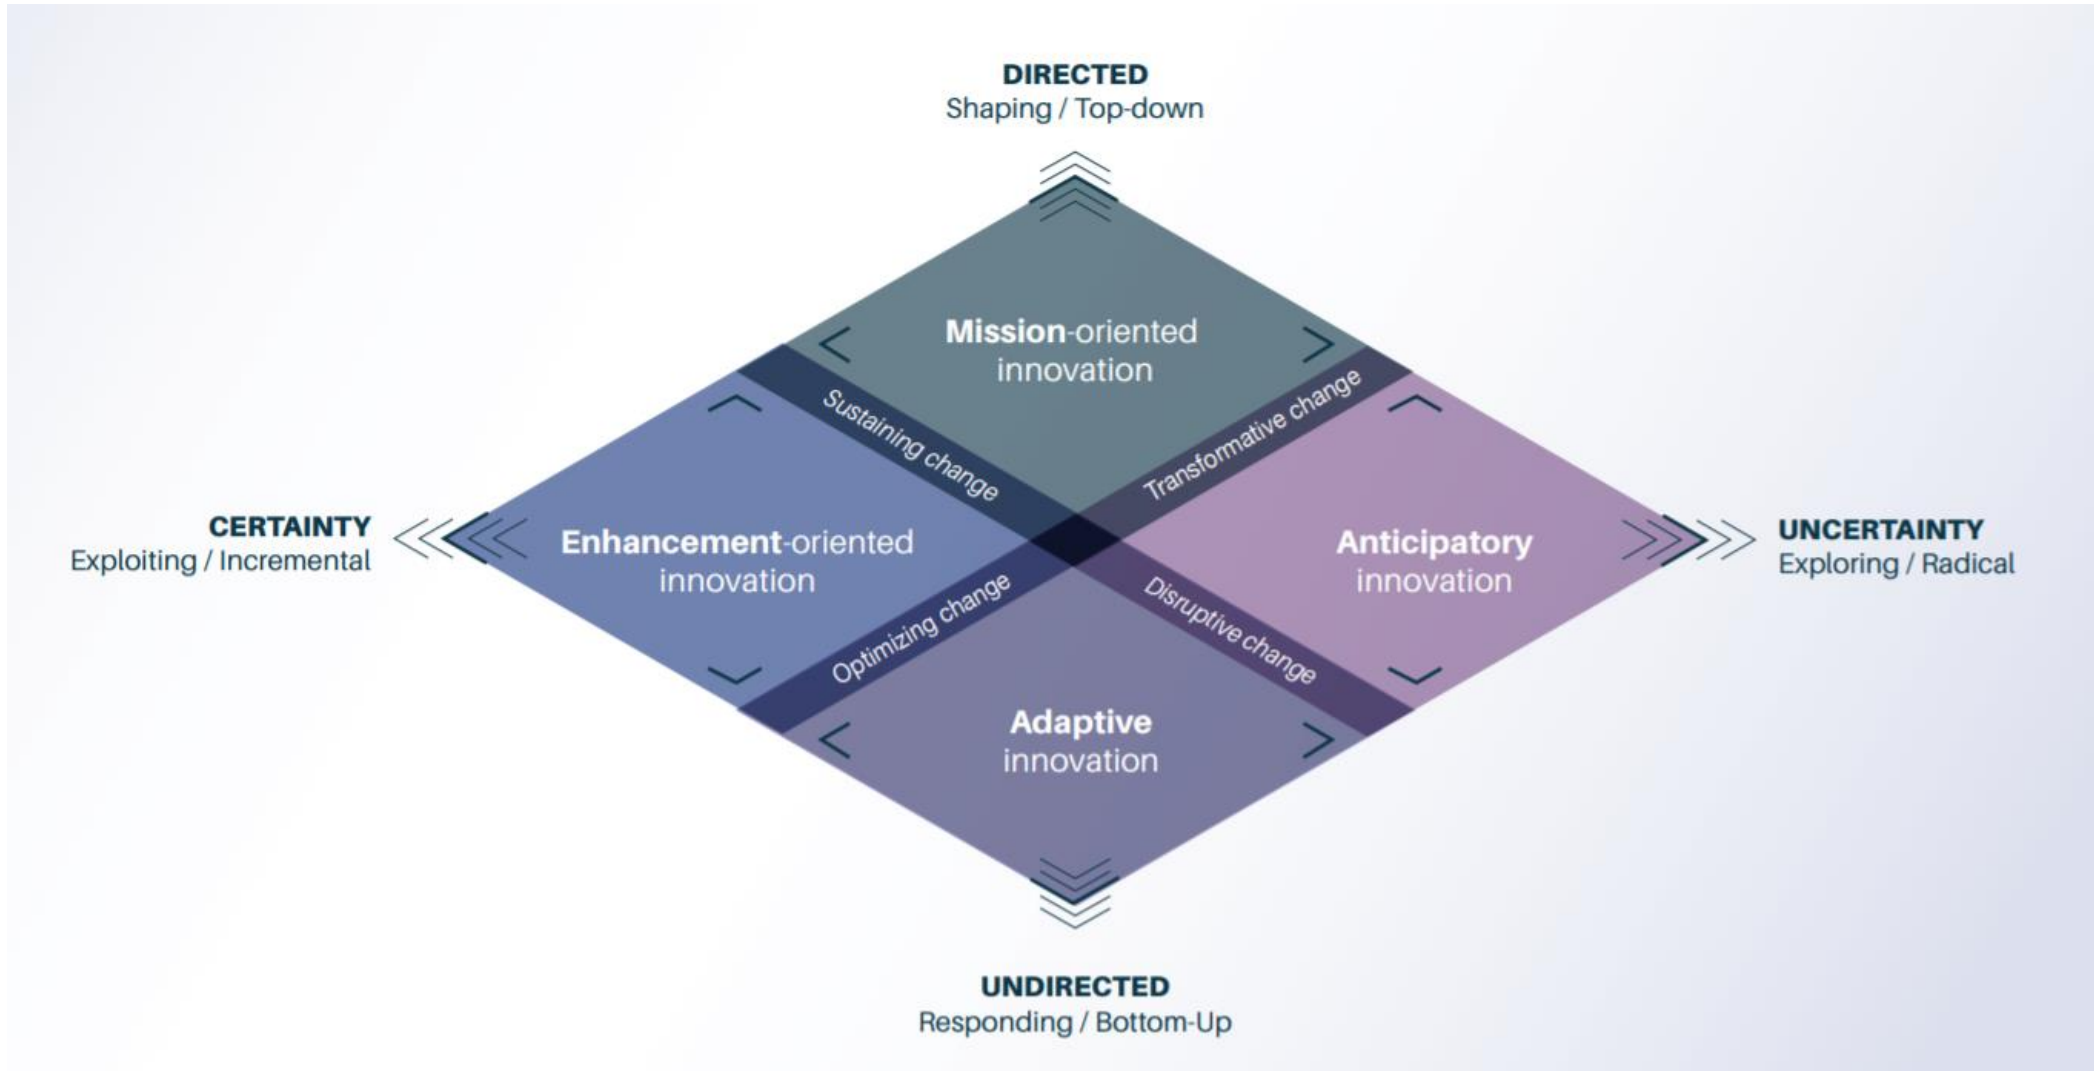 DIRECTED
Shaping / Top-down
Mission-oriented
innovation
Sustaining change
Transformative change
CERTAINTY
Exploiting / Incremental
Enhancement-oriented
innovation
Anticipatory
innovation
UNCERTAINTY
Exploring / Radical
Optimizing change
Disruptive change
Adaptive
innovation
UNDIRECTED
Responding / Bottom-Up